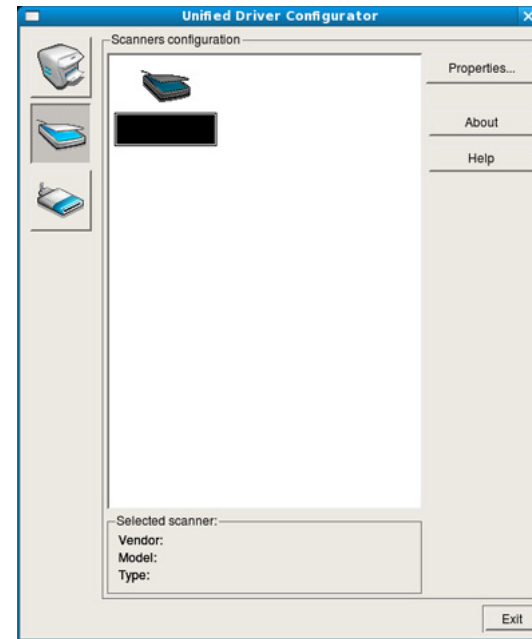 Unified Driver Configurator
Scanners configuration
Properties...
About
Help
Selected scanner:
Vendor:
Model:
Type:
Exit